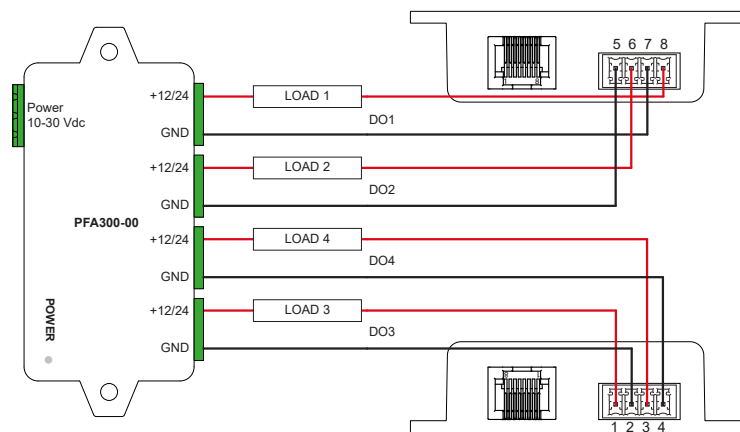 5 6 7 8
1 8
Power
10-30 Vdc
+12/24
LOAD 1
DO1
GND
+12/24
LOAD 2
DO2
GND
PFA300-00
+12/24
LOAD 4
DO4
GND
+12/24
LOAD 3
DO3
GND
POWER
1 2 3 4